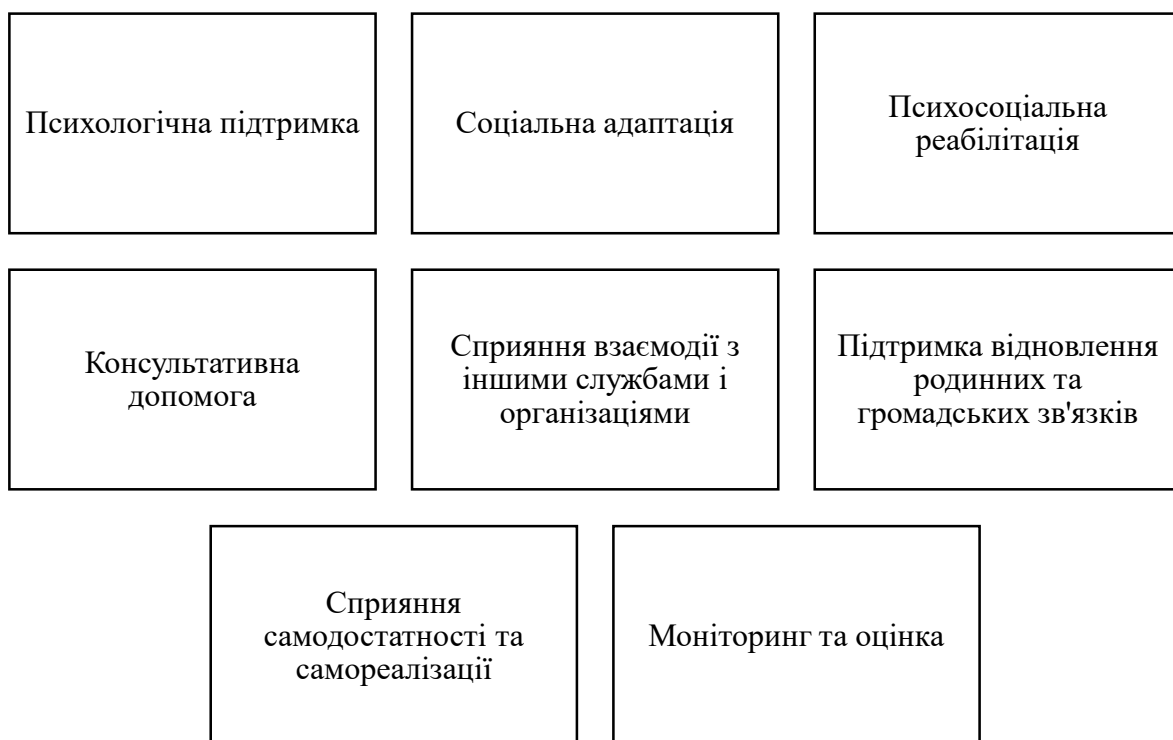 Психологічна підтримка
Соціальна адаптація
Психосоціальна
реабілітація
Консультативна
допомога
Сприяння взаємодії з
іншими службами і
організаціями
Підтримка відновлення
родинних та
громадських зв'язків
Сприяння
самодостатності та
самореалізації
Моніторинг та оцінка